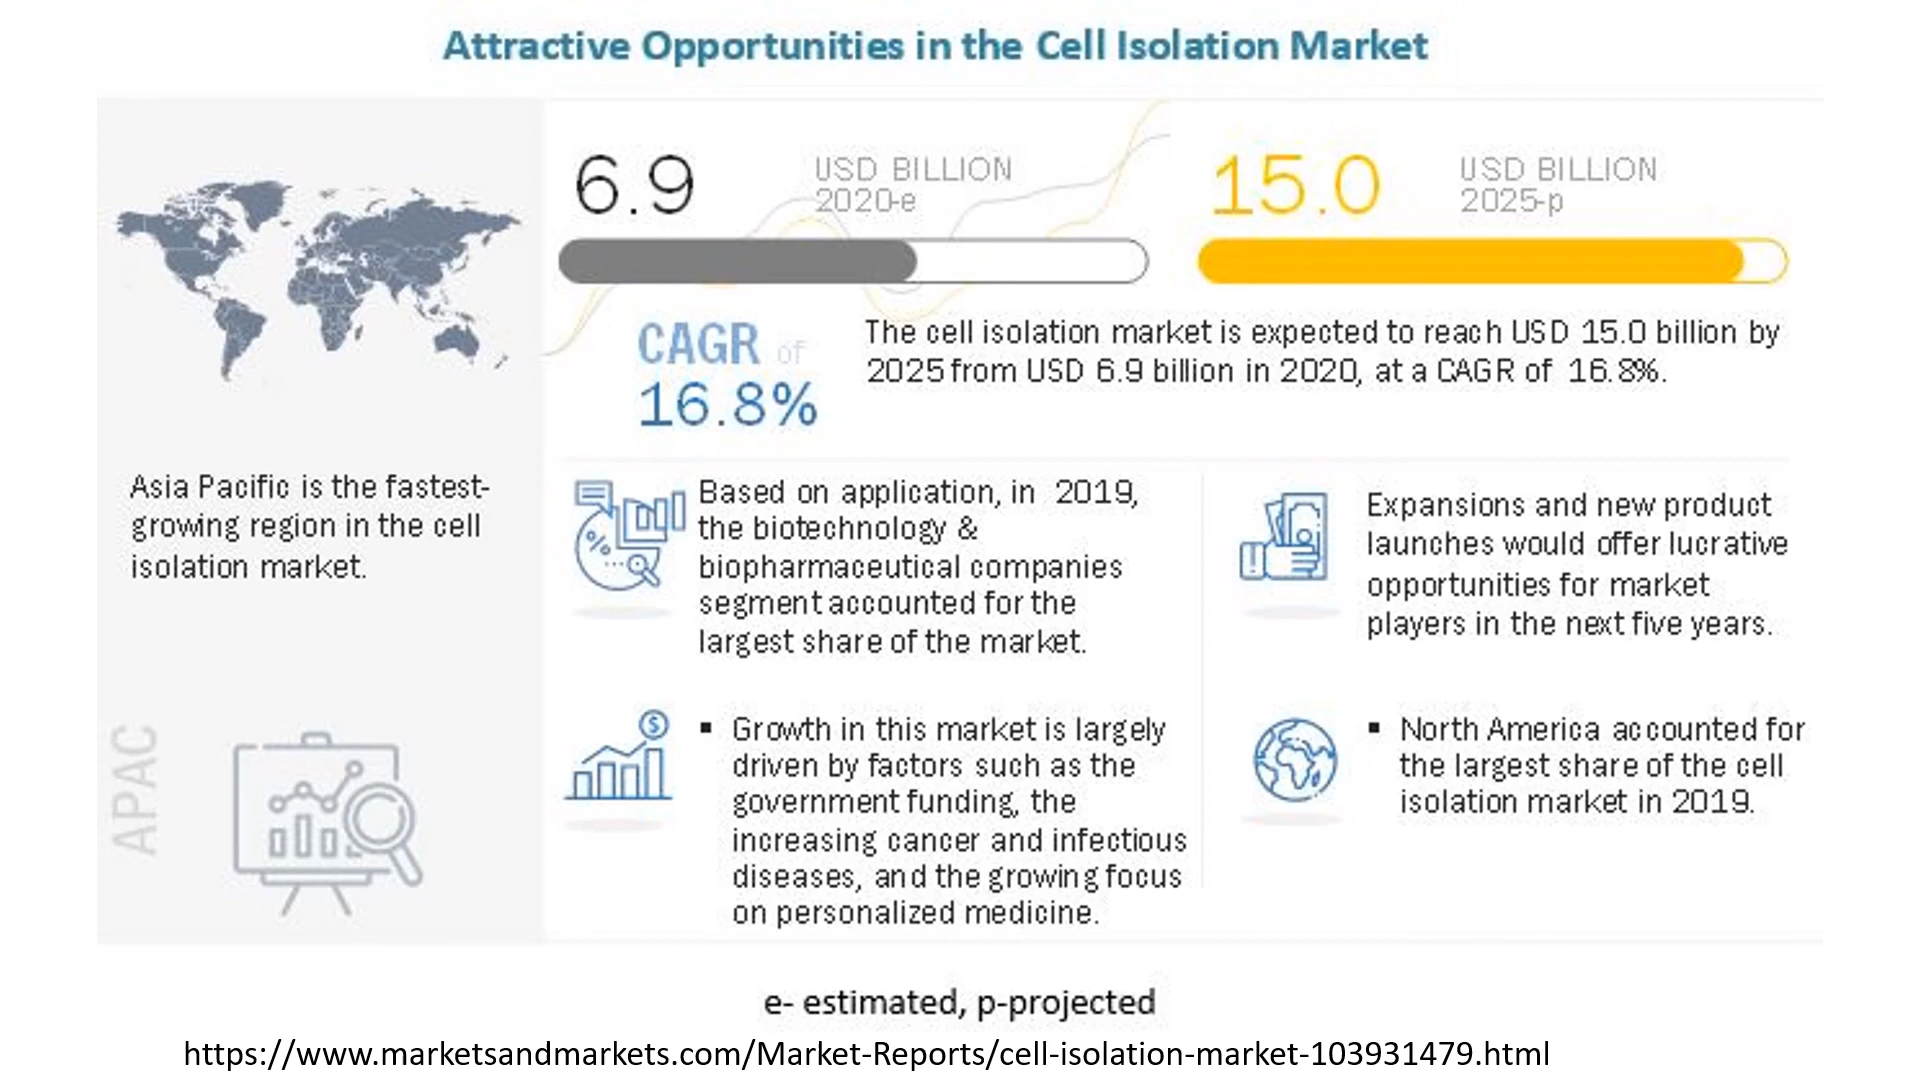 Attractive Opportunities in the Cell Isolation Market
6.9
USD BILLION
2020-e
15.0
USD BILLION
2025-p
CAGR of
16.8%
The cell isolation market is expected to reach USD 15.0 billion by
2025 from USD 6.9 billion in 2020, at a CAGR of 16.8%.
Asia Pacific is the fastest-
growing region in the cell
isolation market.
APAC
%
Based on application, in 2019,
the biotechnology &
biopharmaceutical companies
segment accounted for the
largest share of the market.
Expansions and new product
launches would offer lucrative
opportunities for market
players in the next five years.
$
▪ Growth in this market is largely
driven by factors such as the
government funding, the
increasing cancer and infectious
diseases, and the growing focus
on personalized medicine.
▪ North America accounted for
the largest share of the cell
isolation market in 2019.
e- estimated, p-projected
https://www.marketsandmarkets.com/Market-Reports/cell-isolation-market-103931479.html